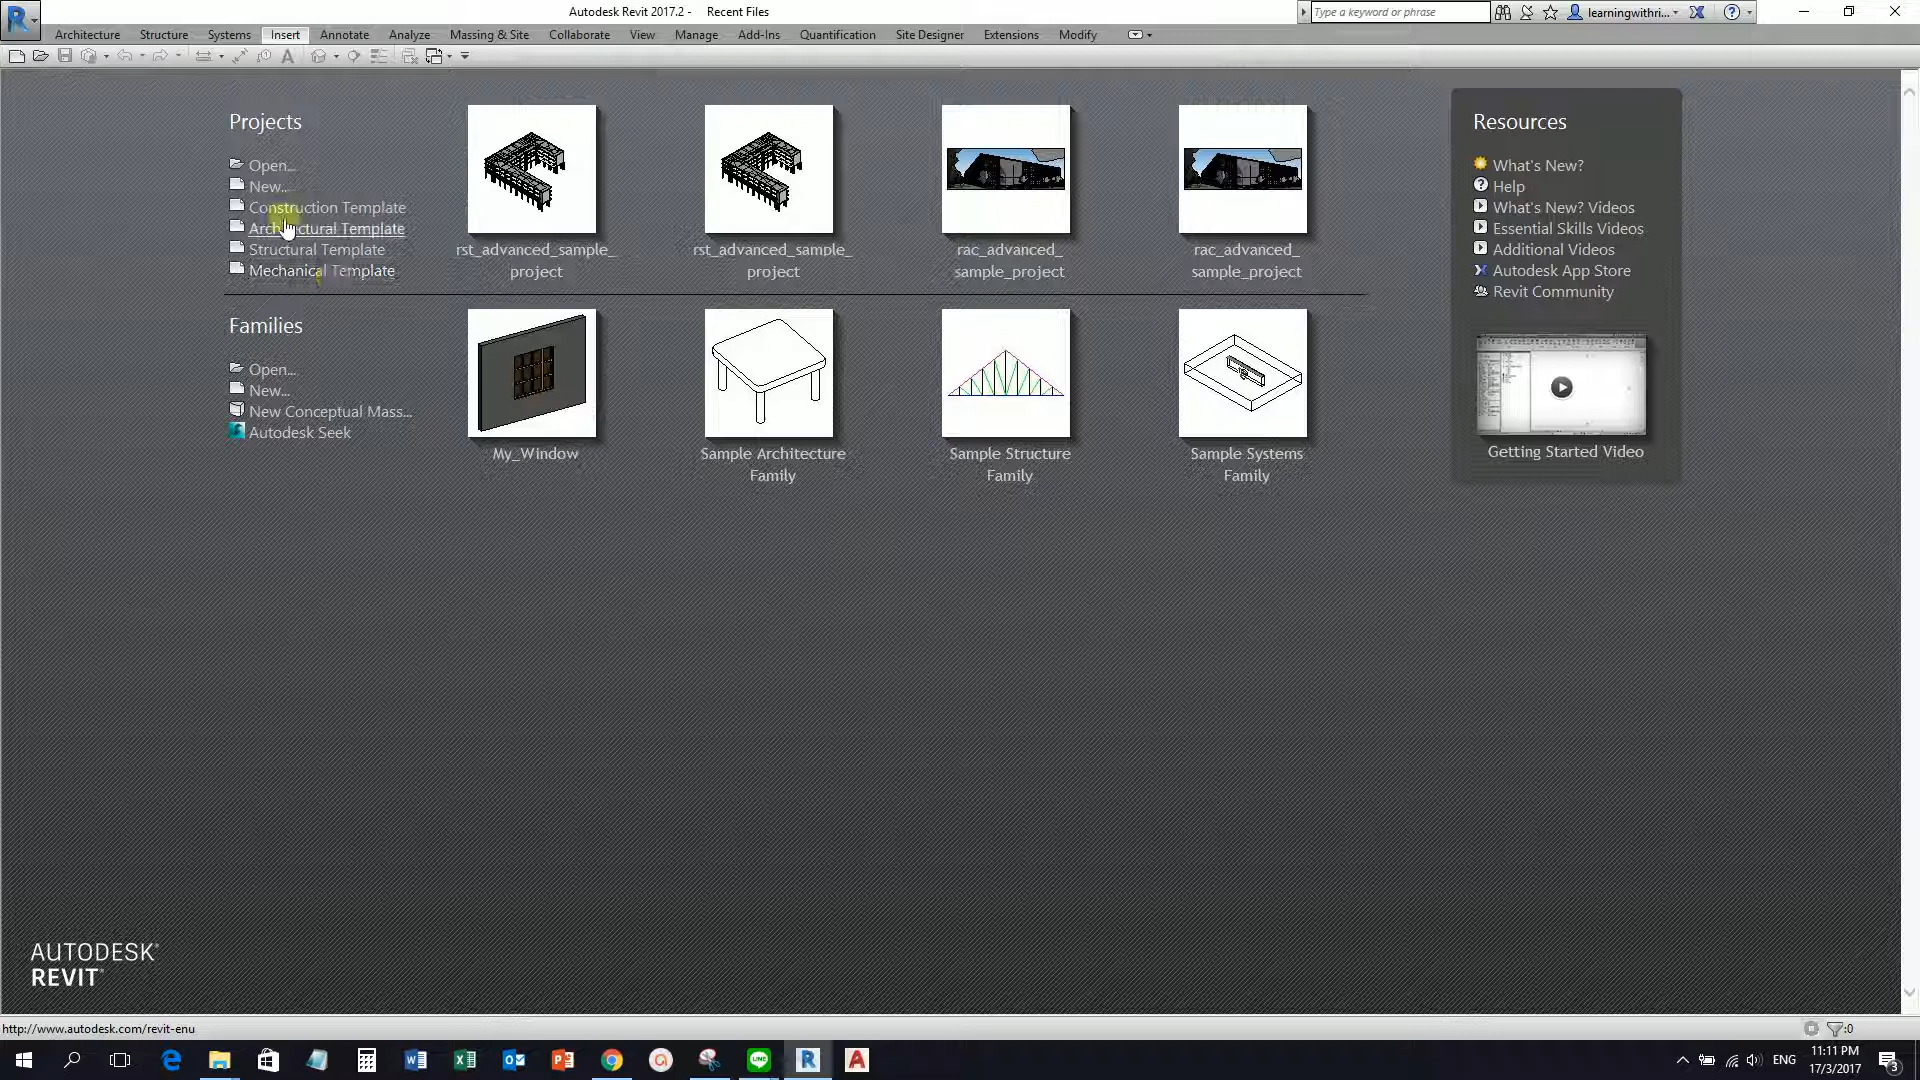 Autodesk Revit 2017.2 - Recent Files
Type a keyword or phrase
learningwithri...
Architecture Structure Systems Insert Annotate Analyze Massing & Site Collaborate View Manage Add-Ins Quantification Site Designer Extensions Modify
Projects
Open...
New...
Construction Template
Architectural Template
Structural Template
Mechanical Template
rst_advanced_sample_
project
rst_advanced_sample_
project
rac_advanced_
sample_project
rac_advanced_
sample_project
Families
Open...
New...
New Conceptual Mass...
Autodesk Seek
My_Window
Sample Architecture
Family
Sample Structure
Family
Sample Systems
Family
Resources
What's New?
Help
What's New? Videos
Essential Skills Videos
Additional Videos
Autodesk App Store
Revit Community
Getting Started Video
AUTODESK®
REVIT®
http://www.autodesk.com/revit-enu
:0
ENG
11:11 PM
17/3/2017
3